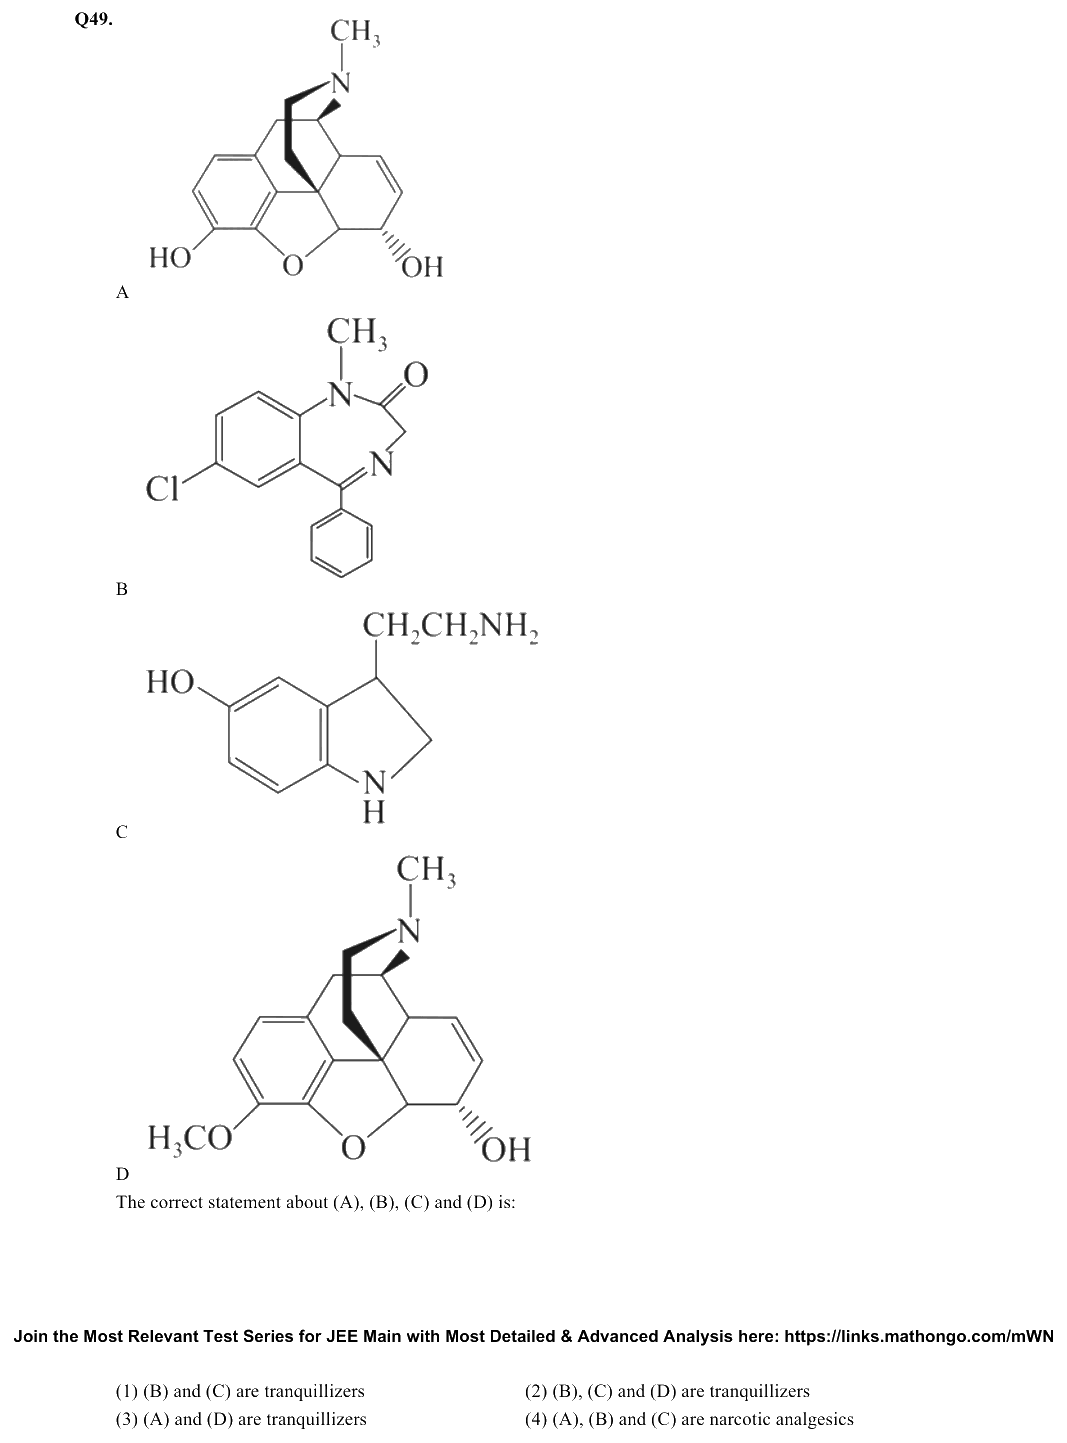 Q49.
CH₃
N
HO
O
OH
A
CH₃
N
O
N
Cl
B
CH₂CH₂NH₂
HO
N
H
C
CH₃
N
H₃CO
O
OH
D
The correct statement about (A), (B), (C) and (D) is:
Join the Most Relevant Test Series for JEE Main with Most Detailed & Advanced Analysis here: https://links.mathongo.com/mWN
(1) (B) and (C) are tranquillizers (2) (B), (C) and (D) are tranquillizers
(3) (A) and (D) are tranquillizers (4) (A), (B) and (C) are narcotic analgesics